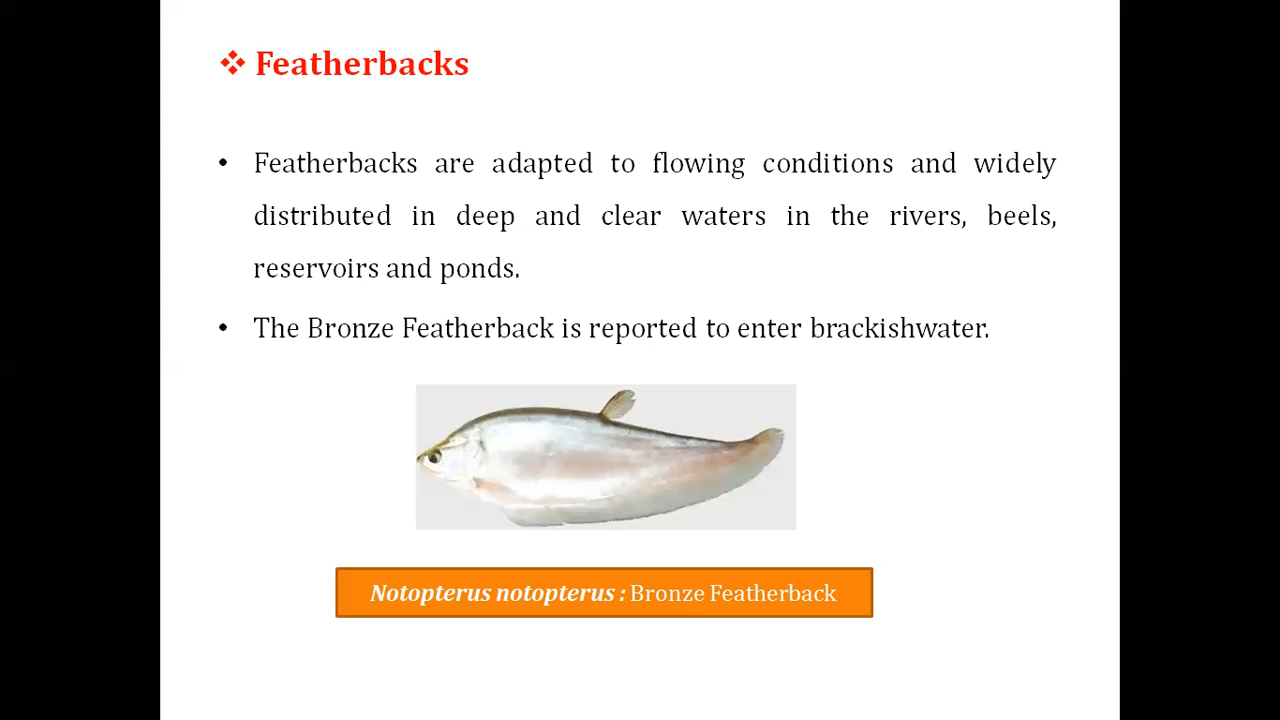 ❖ Featherbacks
• Featherbacks are adapted to flowing conditions and widely
distributed in deep and clear waters in the rivers, beels,
reservoirs and ponds.
• The Bronze Featherback is reported to enter brackishwater.
Notopterus notopterus : Bronze Featherback